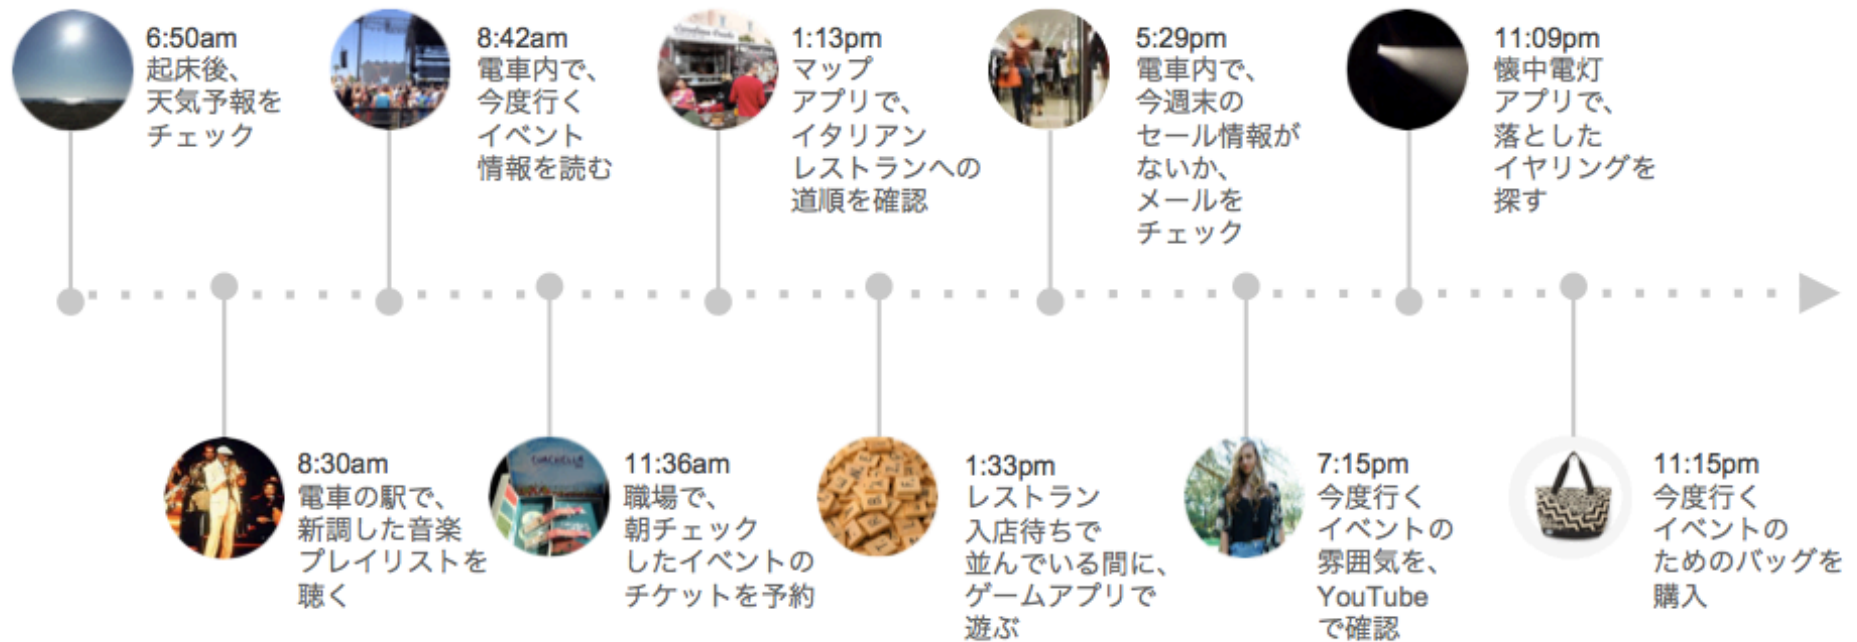 6:50am
起床後、
天気予報を
チェック
8:30am
電車の駅で、
新調した音楽
プレイリストを
聴く
8:42am
電車内で、
今度行く
イベント
情報を読む
11:36am
職場で、
朝チェック
したイベントの
チケットを予約
1:13pm
マップ
アプリで、
イタリアン
レストランへの
道順を確認
1:33pm
レストラン
入店待ちで
並んでいる間に、
ゲームアプリで
遊ぶ
5:29pm
電車内で、
今週末の
セール情報が
ないか、
メールを
チェック
7:15pm
今度行く
イベントの
雰囲気を、
YouTube
で確認
11:09pm
懐中電灯
アプリで、
落とした
イヤリングを
探す
11:15pm
今度行く
イベントの
ためのバッグを
購入
COACHELLA